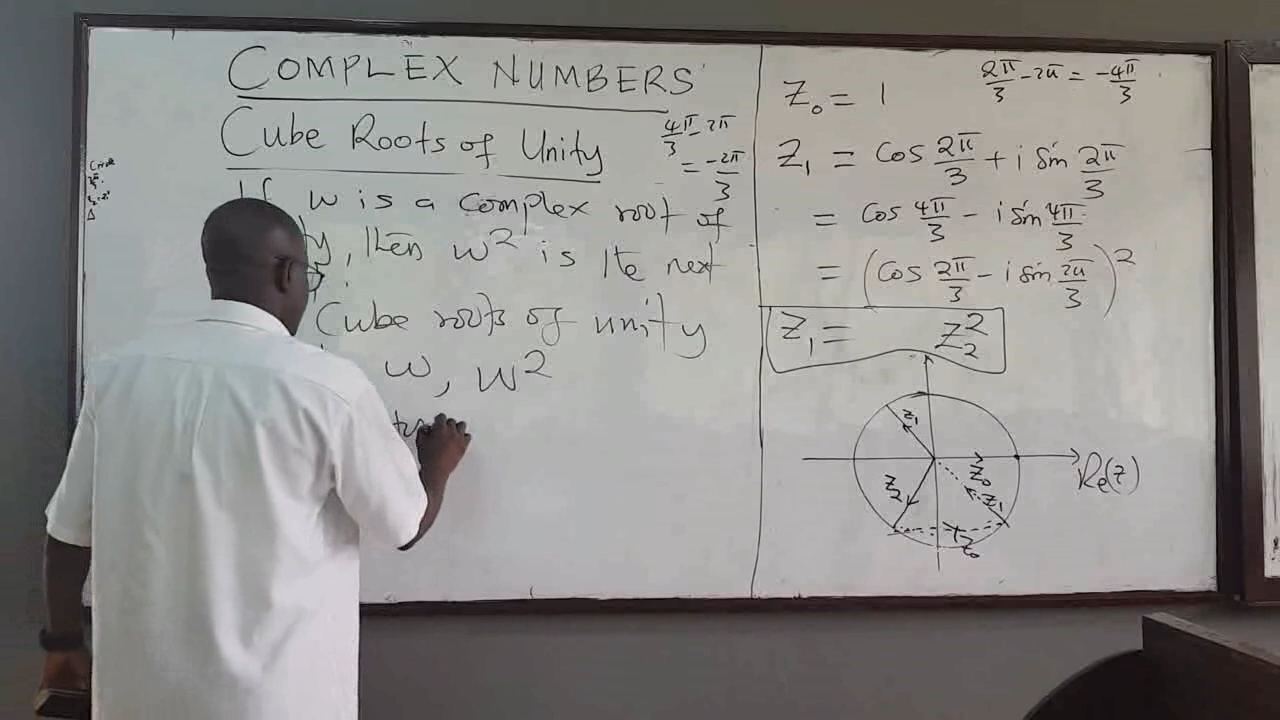 COMPLEX NUMBERS
Cube Roots of Unity
4π/3 - 2π
= -2π/3
If w is a complex root of
, then w² is the next
Cube roots of unity
w, w²
Z₀ = 1
2π/3 - 2π = -4π/3
Z₁ = Cos 2π/3 + i sin 2π/3
= Cos 4π/3 - i sin 4π/3
= (Cos 2π/3 - i sin 2π/3)²
Z₁ = Z₂²
Z₁
Z₀
Re(z)
Z₂
Z₁
Z₀